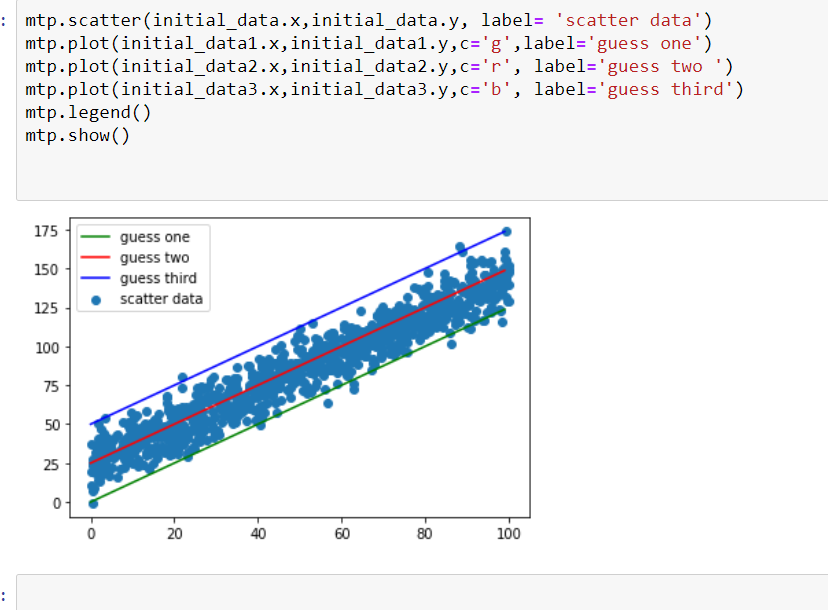 : mtp.scatter(initial_data.x,initial_data.y, label= 'scatter data')
mtp.plot(initial_data1.x,initial_data1.y,c='g',label='guess one')
mtp.plot(initial_data2.x,initial_data2.y,c='r', label='guess two ')
mtp.plot(initial_data3.x,initial_data3.y,c='b', label='guess third')
mtp.legend()
mtp.show()
guess one
guess two
guess third
scatter data
175
150
125
100
75
50
25
0
0 20 40 60 80 100
: